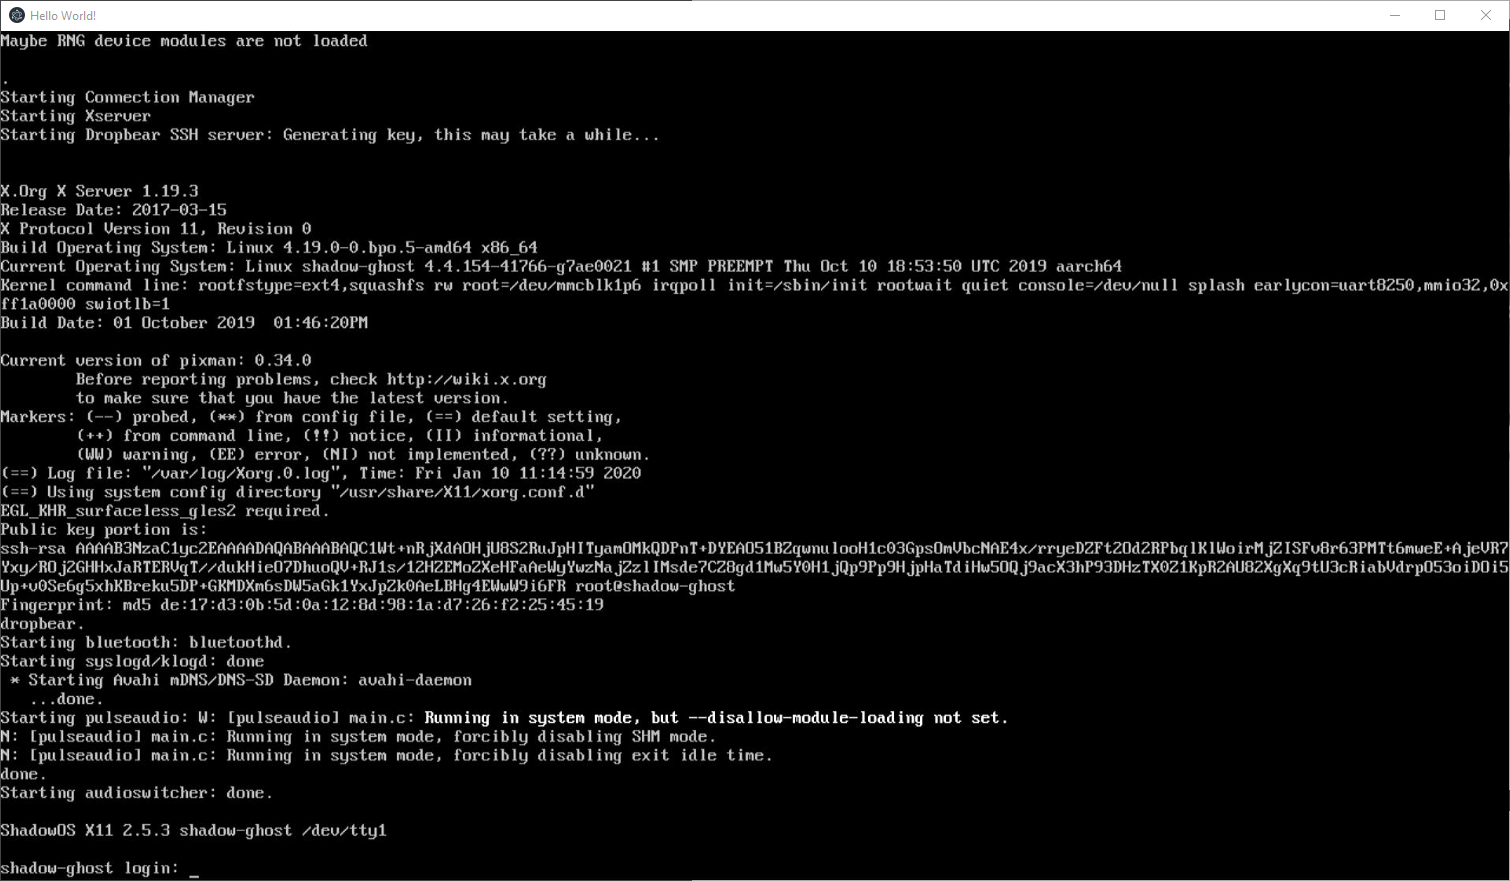 Hello World!
Maybe RNG device modules are not loaded
.
Starting Connection Manager
Starting Xserver
Starting Dropbear SSH server: Generating key, this may take a while...
X.Org X Server 1.19.3
Release Date: 2017-03-15
X Protocol Version 11, Revision 0
Build Operating System: Linux 4.19.0-0.bpo.5-amd64 x86_64
Current Operating System: Linux shadow-ghost 4.4.154-41766-g7ae0021 #1 SMP PREEMPT Thu Oct 10 18:53:50 UTC 2019 aarch64
Kernel command line: rootfstype=ext4,squashfs rw root=/dev/mmcblk1p6 irqpoll init=/sbin/init rootwait quiet console=/dev/null splash earlycon=uart8250,mmio32,0x
ff1a0000 swiotlb=1
Build Date: 01 October 2019  01:46:20PM
Current version of pixman: 0.34.0
        Before reporting problems, check http://wiki.x.org
        to make sure that you have the latest version.
Markers: (--) probed, (**) from config file, (==) default setting,
        (++) from command line, (!!) notice, (II) informational,
        (WW) warning, (EE) error, (NI) not implemented, (??) unknown.
(==) Log file: "/var/log/Xorg.0.log", Time: Fri Jan 10 11:14:59 2020
(==) Using system config directory "/usr/share/X11/xorg.conf.d"
EGL_KHR_surfaceless_gles2 required.
Public key portion is:
ssh-rsa
root@shadow-ghost
Fingerprint: md5 de:17:d3:0b:5d:0a:12:8d:98:1a:d7:26:f2:25:45:19
dropbear.
Starting bluetooth: bluetoothd.
Starting syslogd/klogd: done
 * Starting Avahi mDNS/DNS-SD Daemon: avahi-daemon
   ...done.
Starting pulseaudio: W: [pulseaudio] main.c: Running in system mode, but --disallow-module-loading not set.
N: [pulseaudio] main.c: Running in system mode, forcibly disabling SHM mode.
N: [pulseaudio] main.c: Running in system mode, forcibly disabling exit idle time.
done.
Starting audioswitcher: done.
ShadowOS X11 2.5.3 shadow-ghost /dev/tty1
shadow-ghost login: _